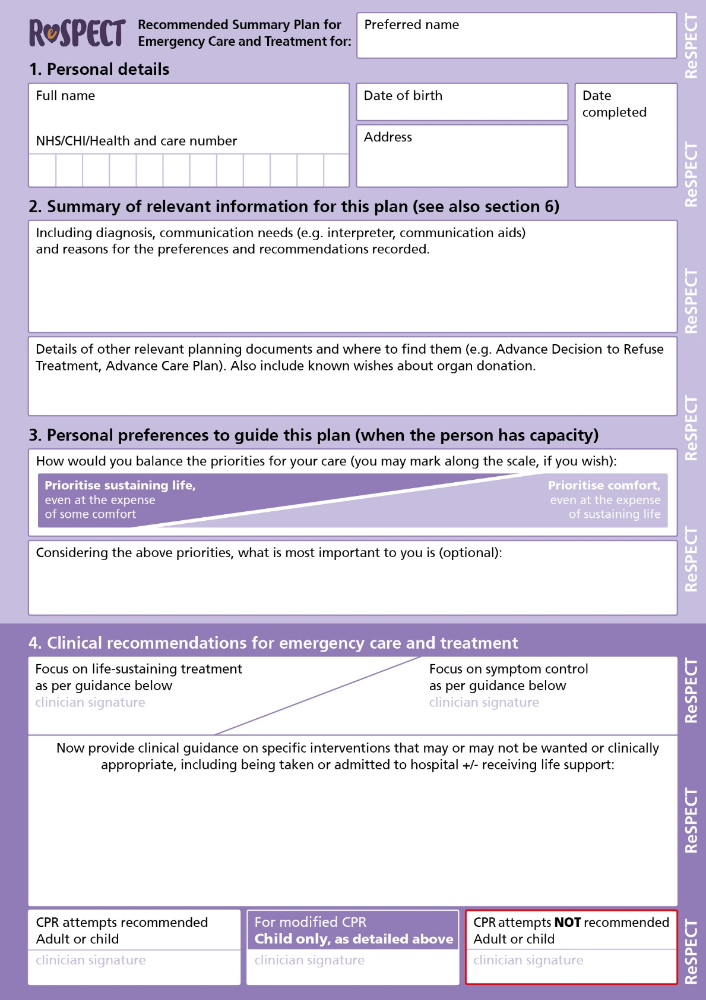 ReSPECT
Recommended Summary Plan for
Emergency Care and Treatment for:
Preferred name
1. Personal details
Full name
Date of birth
Date
completed
NHS/CHI/Health and care number
Address
2. Summary of relevant information for this plan (see also section 6)
Including diagnosis, communication needs (e.g. interpreter, communication aids)
and reasons for the preferences and recommendations recorded.
Details of other relevant planning documents and where to find them (e.g. Advance Decision to Refuse
Treatment, Advance Care Plan). Also include known wishes about organ donation.
3. Personal preferences to guide this plan (when the person has capacity)
How would you balance the priorities for your care (you may mark along the scale, if you wish):
Prioritise sustaining life,
even at the expense
of some comfort
Prioritise comfort,
even at the expense
of sustaining life
Considering the above priorities, what is most important to you is (optional):
4. Clinical recommendations for emergency care and treatment
Focus on life-sustaining treatment
as per guidance below
clinician signature
Focus on symptom control
as per guidance below
clinician signature
Now provide clinical guidance on specific interventions that may or may not be wanted or clinically
appropriate, including being taken or admitted to hospital +/- receiving life support:
CPR attempts recommended
Adult or child
clinician signature
For modified CPR
Child only, as detailed above
clinician signature
CPR attempts NOT recommended
Adult or child
clinician signature
ReSPECT
ReSPECT
ReSPECT
ReSPECT
ReSPECT
ReSPECT
ReSPECT
ReSPECT